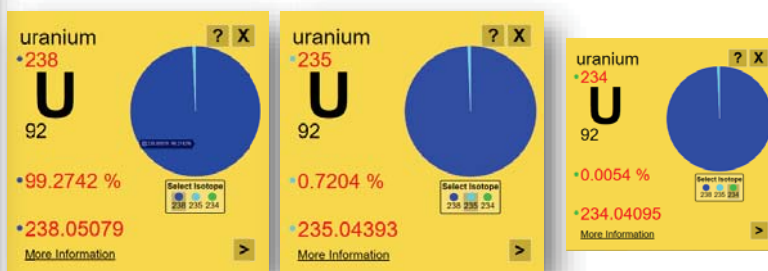 uranium ? X
238
U
92
99.2742 %
Select Isotope
238 235 234
238.05079
More Information >
uranium ? X
235
U
92
0.7204 %
Select Isotope
238 235 234
235.04393
More Information >
uranium ? X
234
U
92
0.0054 %
Select Isotope
238 235 234
234.04095
More Information >